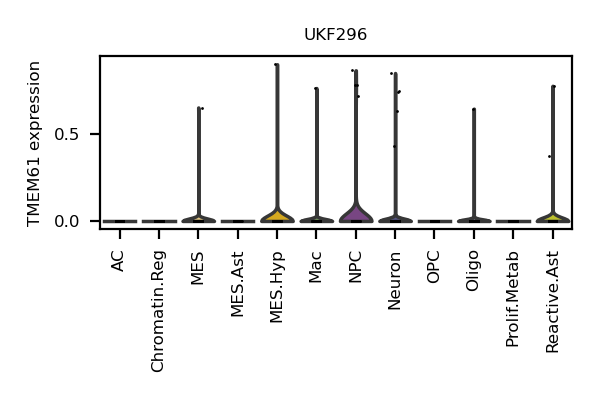 UKF296
TMEM61 expression
0.5
0.0
AC
Chromatin.Reg
MES
MES.Ast
MES.Hyp
Mac
NPC
Neuron
OPC
Oligo
Prolif.Metab
Reactive.Ast